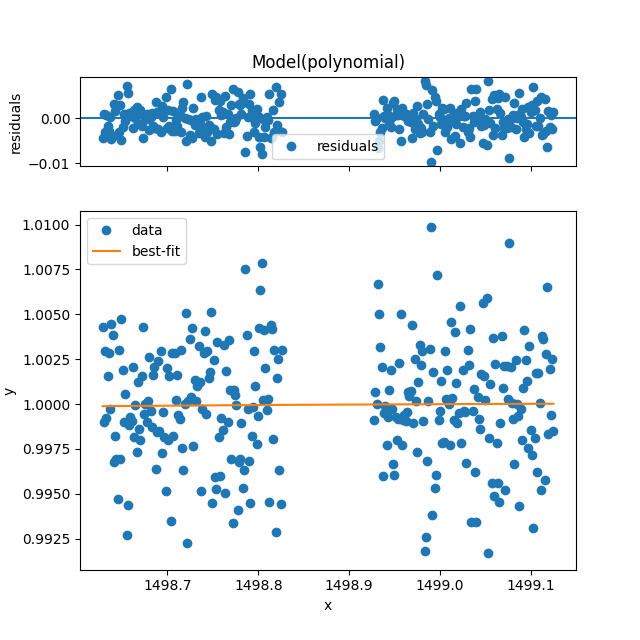 Model(polynomial)
residuals
0.00
−0.01
residuals
y
1.0100
1.0075
1.0050
1.0025
1.0000
0.9975
0.9950
0.9925
data
best-fit
1498.7 1498.8 1498.9 1499.0 1499.1
x